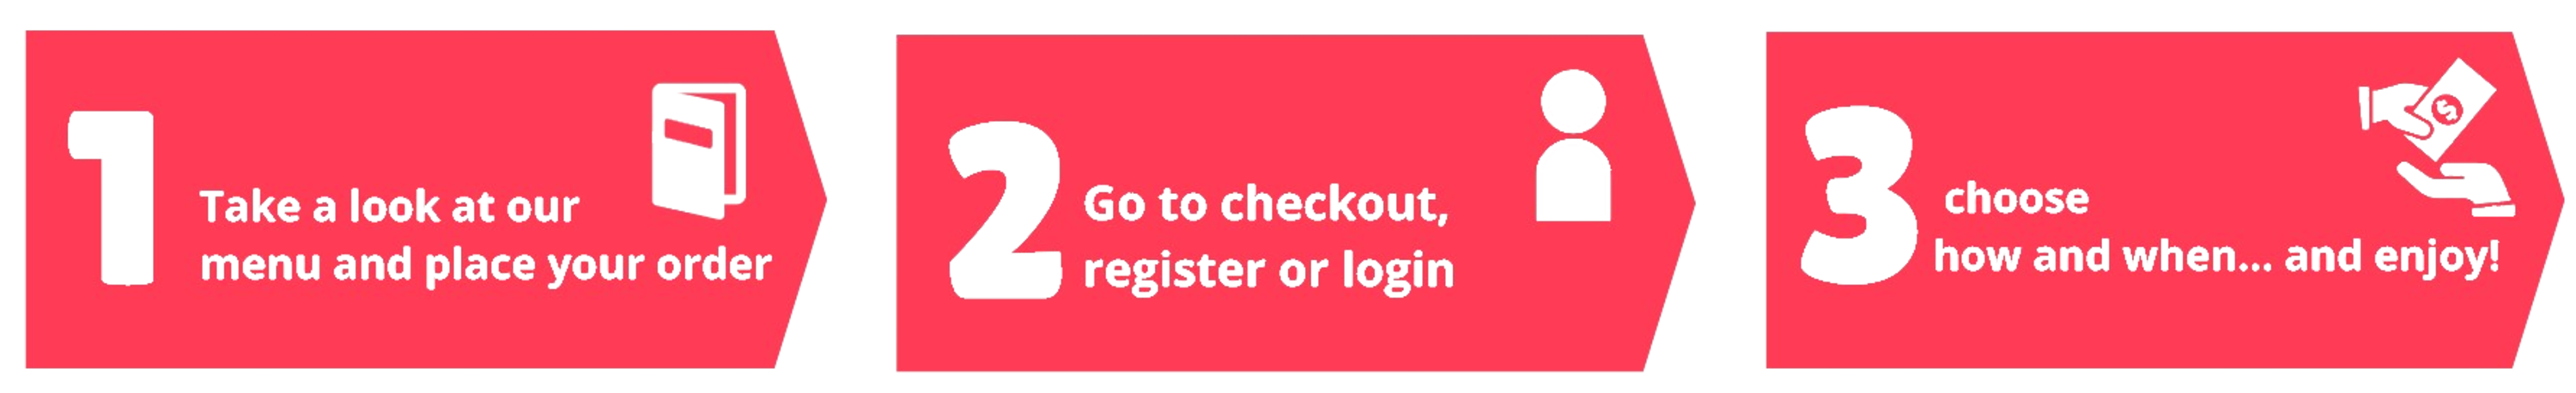 1
Take a look at our
menu and place your order
2
Go to checkout,
register or login
3
choose
how and when... and enjoy!
$